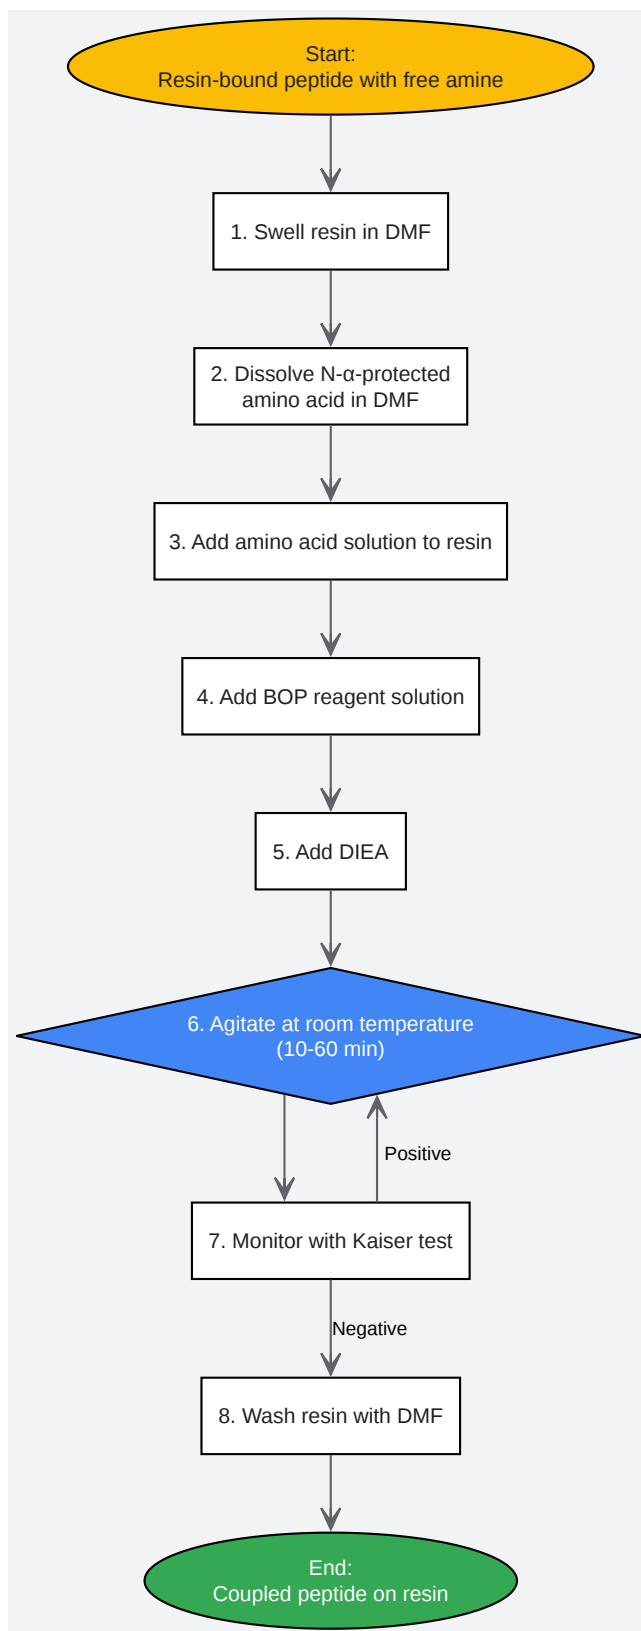 Start:
Resin-bound peptide with free amine
1. Swell resin in DMF
2. Dissolve N-α-protected
amino acid in DMF
3. Add amino acid solution to resin
4. Add BOP reagent solution
5. Add DIEA
6. Agitate at room temperature
(10-60 min)
Positive
7. Monitor with Kaiser test
Negative
8. Wash resin with DMF
End:
Coupled peptide on resin